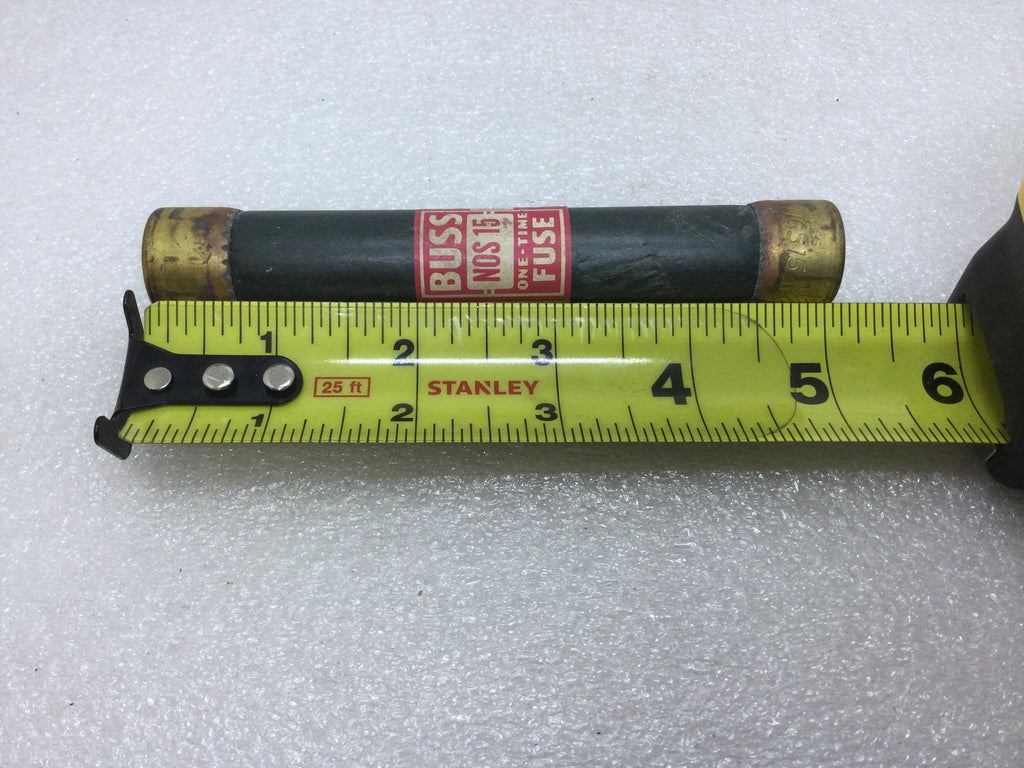 BUSS
NOS 15
ONE-TIME
FUSE
1 2 3 4 5 6
25 ft STANLEY
1 2 3